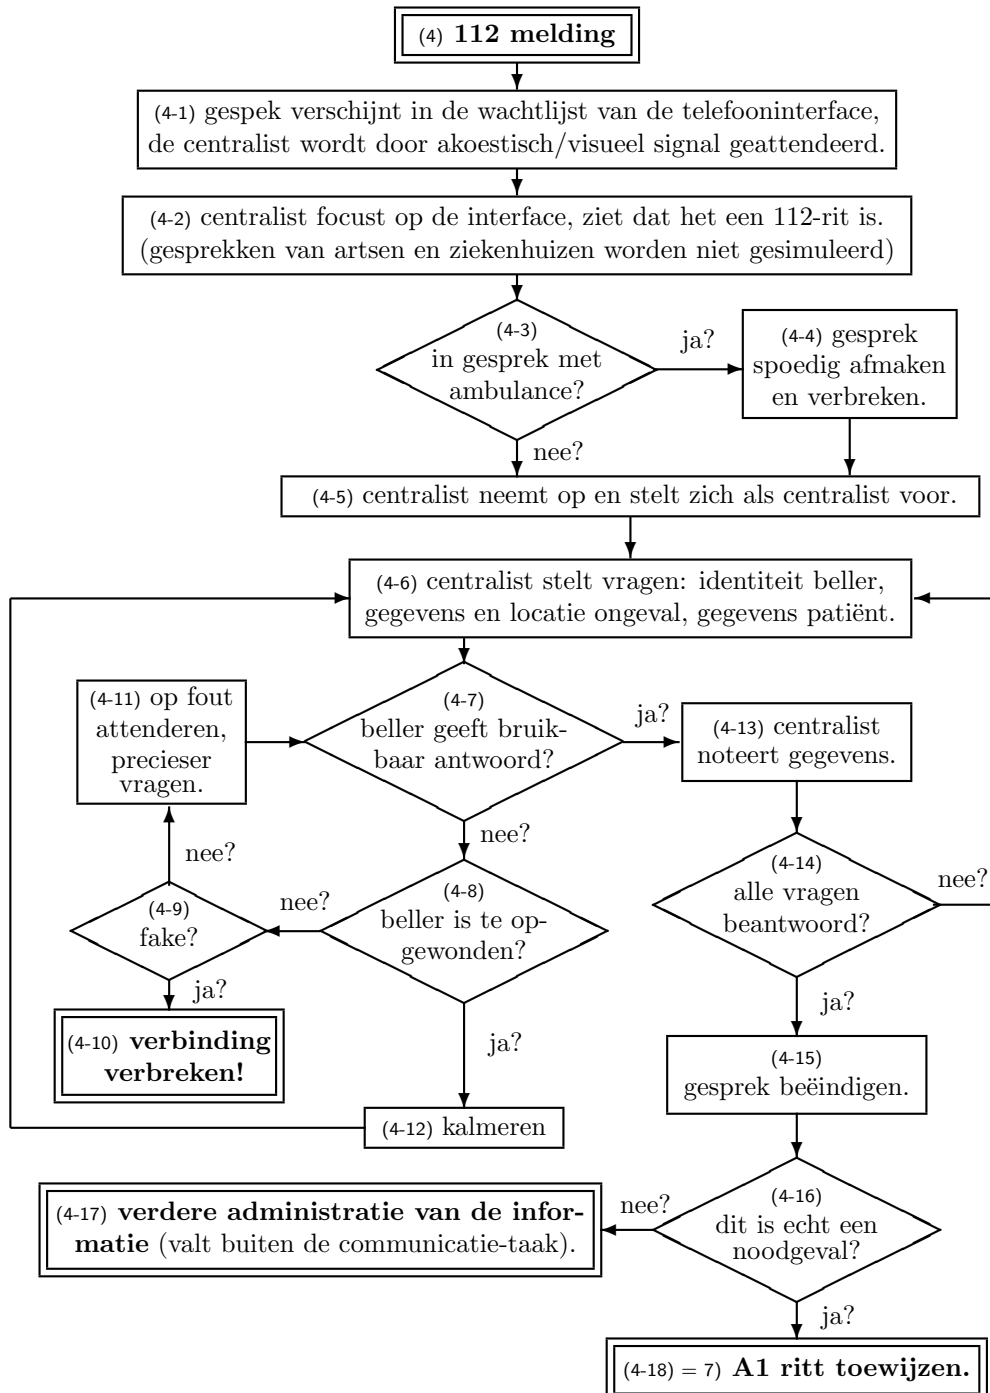 (4) 112 melding
(4-1) gespek verschijnt in de wachtlijst van de telefooninterface,
de centralist wordt door akoestisch/visueel signal geattendeerd.
(4-2) centralist focust op de interface, ziet dat het een 112-rit is.
(gesprekken van artsen en ziekenhuizen worden niet gesimuleerd)
(4-3)
in gesprek met
ambulance?
ja?
(4-4) gesprek
spoedig afmaken
en verbreken.
nee?
(4-5) centralist neemt op en stelt zich als centralist voor.
(4-6) centralist stelt vragen: identiteit beller,
gegevens en locatie ongeval, gegevens patiënt.
(4-7)
beller geeft bruik-
baar antwoord?
ja?
(4-13) centralist
noteert gegevens.
(4-11) op fout
attenderen,
precieser
vragen.
nee?
nee?
(4-8)
beller is te op-
gewonden?
nee?
(4-9)
fake?
ja?
(4-10) verbinding
verbreken!
ja?
(4-12) kalmeren
(4-14)
alle vragen
beantwoord?
nee?
ja?
(4-15)
gesprek beëindigen.
(4-16)
dit is echt een
noodgeval?
nee?
(4-17) verdere administratie van de infor-
matie (valt buiten de communicatie-taak).
ja?
(4-18) = 7) A1 ritt toewijzen.